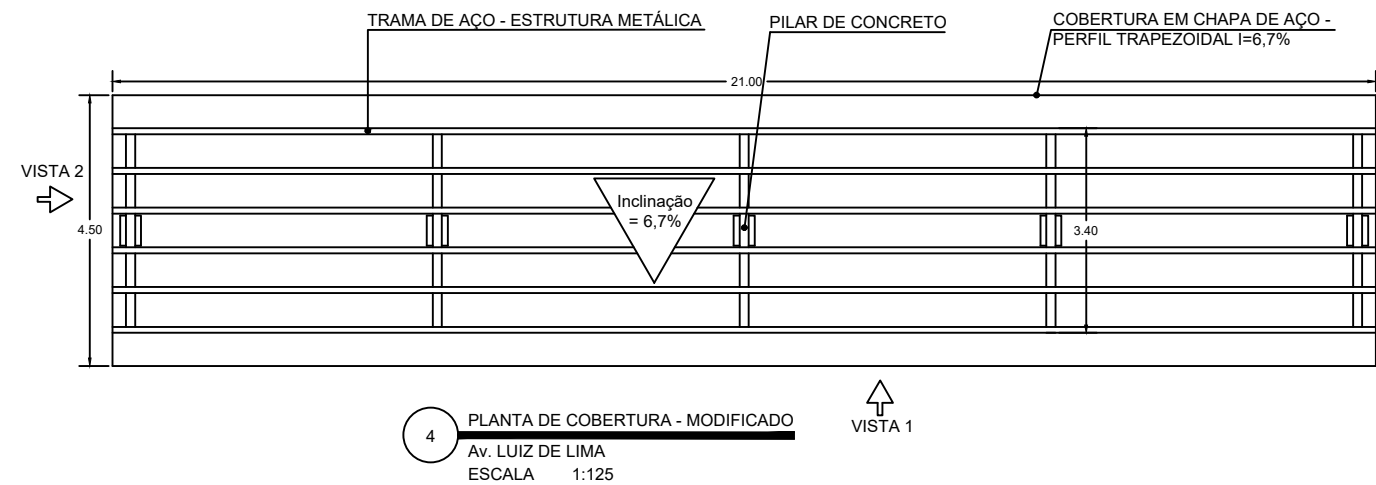 TRAMA DE AÇO - ESTRUTURA METÁLICA
PILAR DE CONCRETO
COBERTURA EM CHAPA DE AÇO -
PERFIL TRAPEZOIDAL I=6,7%
21.00
VISTA 2
4.50
Inclinação
= 6,7%
3.40
VISTA 1
4
PLANTA DE COBERTURA - MODIFICADO
Av. LUIZ DE LIMA
ESCALA 1:125